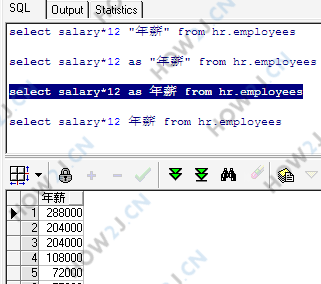 SQL Output Statistics
select salary*12 "年薪" from hr.employees
select salary*12 as "年薪" from hr.employees
select salary*12 as 年薪 from hr.employees
select salary*12 年薪 from hr.employees
年薪
1 288000
2 204000
3 204000
4 108000
5 72000
HOW2J.CN